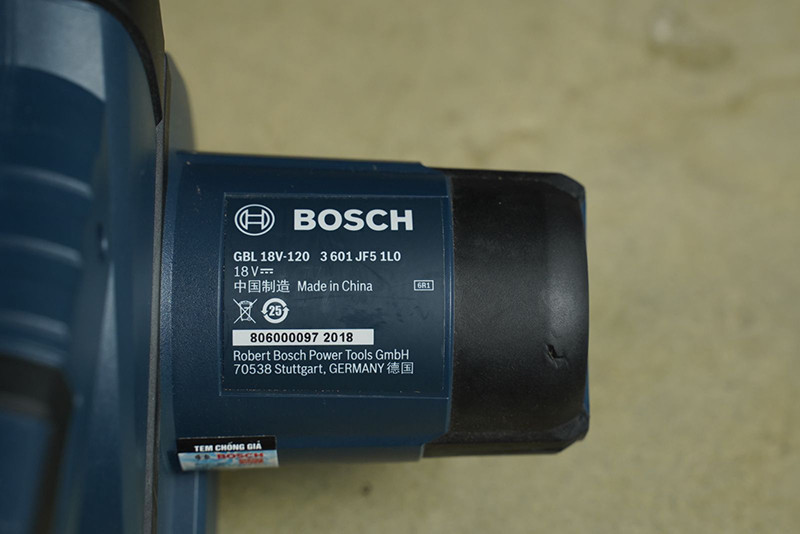 BOSCH
GBL 18V-120 3 601 JF5 1L0
18 V
中国制造 Made in China 6R1
25
806000097 2018
Robert Bosch Power Tools GmbH
70538 Stuttgart, GERMANY 德国
TEM CHỐNG GIẢ
BOSCH